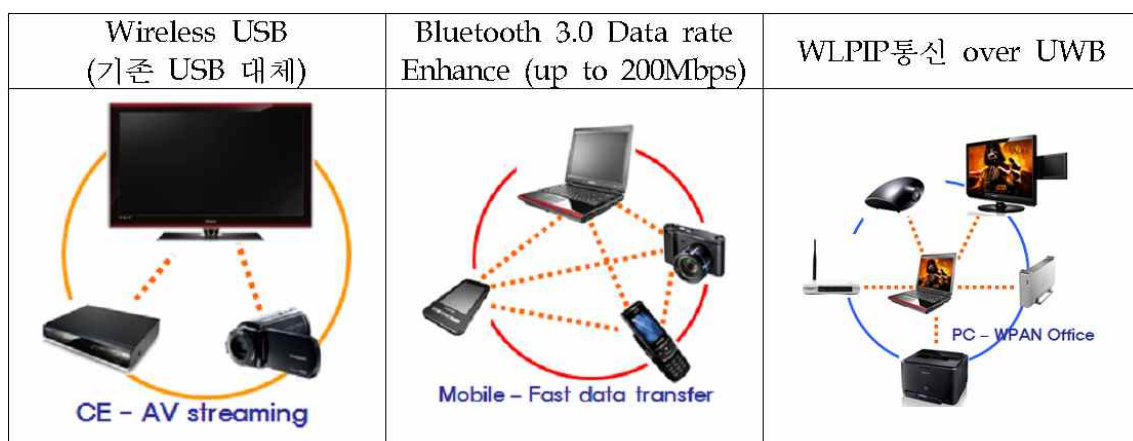 Wireless USB
(기존 USB 대체)
Bluetooth 3.0 Data rate
Enhance (up to 200Mbps)
WLPIP통신 over UWB
CE – AV streaming
Mobile – Fast data transfer
PC – WPAN Office